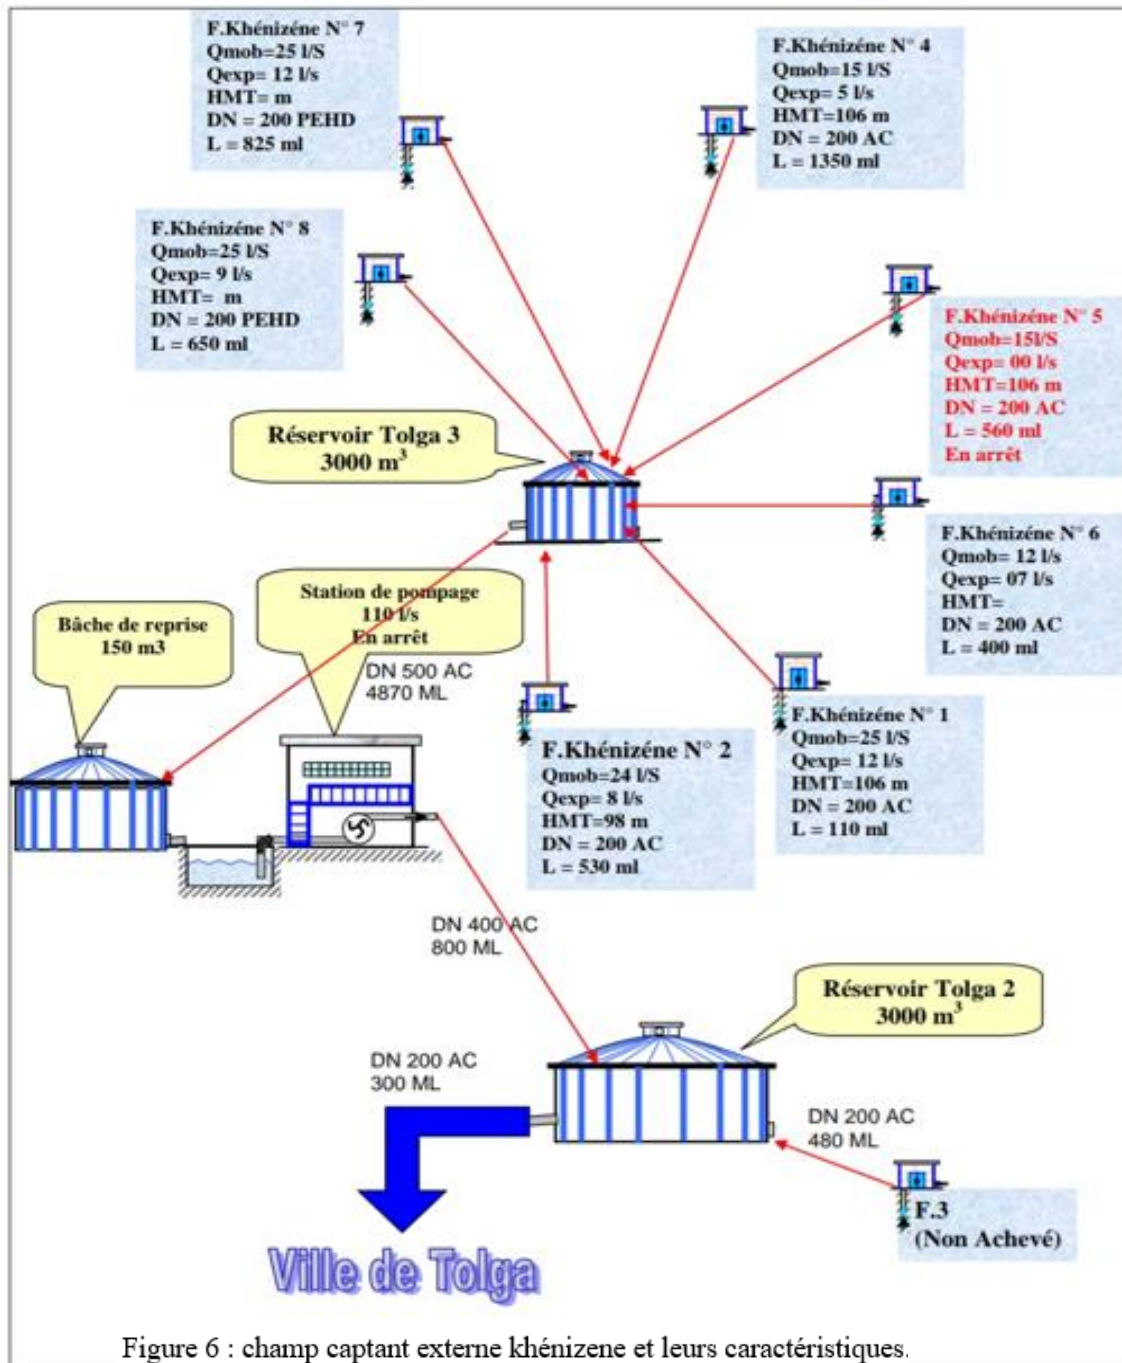 F.Khénizéne N° 7
Qmob=25 l/S
Qexp= 12 l/s
HMT= m
DN = 200 PEHD
L = 825 ml
F.Khénizéne N° 4
Qmob=15 l/S
Qexp= 5 l/s
HMT=106 m
DN = 200 AC
L = 1350 ml
F.Khénizéne N° 8
Qmob=25 l/S
Qexp= 9 l/s
HMT= m
DN = 200 PEHD
L = 650 ml
F.Khénizéne N° 5
Qmob=15l/S
Qexp= 00 l/s
HMT=106 m
DN = 200 AC
L = 560 ml
En arrêt
Réservoir Tolga 3
3000 m³
F.Khénizéne N° 6
Qmob= 12 l/s
Qexp= 07 l/s
HMT=
DN = 200 AC
L = 400 ml
Station de pompage
110 l/s
En arrêt
Bâche de reprise
150 m3
DN 500 AC
4870 ML
F.Khénizéne N° 2
Qmob=24 l/S
Qexp= 8 l/s
HMT=98 m
DN = 200 AC
L = 530 ml
F.Khénizéne N° 1
Qmob=25 l/S
Qexp= 12 l/s
HMT=106 m
DN = 200 AC
L = 110 ml
DN 400 AC
800 ML
Réservoir Tolga 2
3000 m³
DN 200 AC
300 ML
DN 200 AC
480 ML
F.3
(Non Achevé)
Ville de Tolga
Figure 6 : champ captant externe khénizene et leurs caractéristiques.